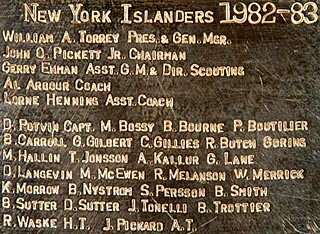 NEW YORK ISLANDERS 1982-83
WILLIAM A. TORREY PRES. & GEN. MGR.
JOHN O. PICKETT JR. CHAIRMAN
GERRY EHMAN ASST. G.M. & DIR. SCOUTING
AL ARBOUR COACH
LORNE HENNING ASST. COACH
D. POTVIN CAPT. M. BOSSY B. BOURNE P. BOUTILIER
B. CARROLL G. GILBERT C. GILLIES R. BUTCH GORING
M. HALLIN T. JONSSON A. KALLUR G. LANE
D. LANGEVIN M. MCEWEN R. MELANSON W. MERRICK
K. MORROW B. NYSTROM S. PERSSON B. SMITH
B. SUTTER D. SUTTER J. TONELLI B. TROTTIER
R. WASKE H.T. J. PICKARD A.T.